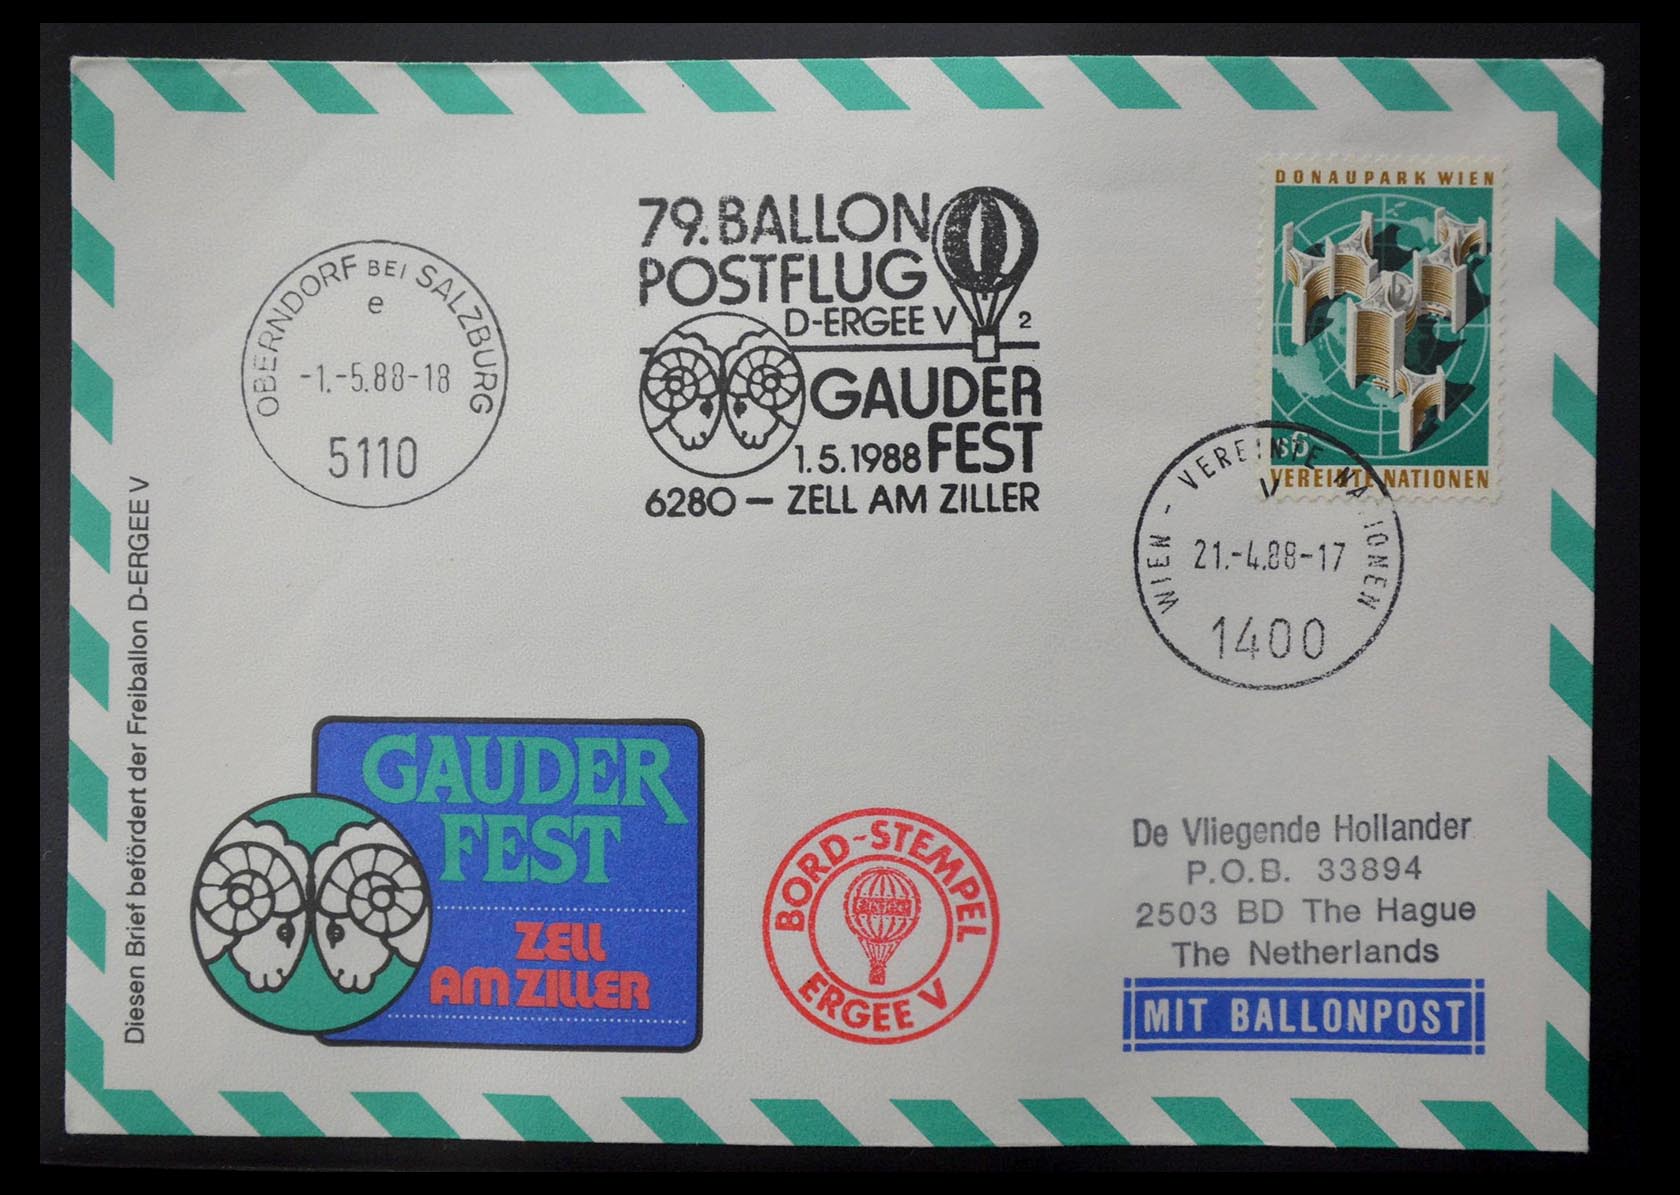 DONAUPARK WIEN
S6
VEREINTE NATIONEN
79. BALLON
POSTFLUG
D-ERGEE V 2
GAUDER
FEST
1.5.1988
6280 — ZELL AM ZILLER
OBERNDORF BEI SALZBURG
e
-1.-5.88-18
5110
WIEN - VEREINTE NATIONEN
V
21.-4.88-17
1400
Diesen Brief befördert der Freiballon D-ERGEE V
GAUDER
FEST
ZELL
AM ZILLER
BORD-STEMPEL
ERGEE V
De Vliegende Hollander
P.O.B. 33894
2503 BD The Hague
The Netherlands
MIT BALLONPOST